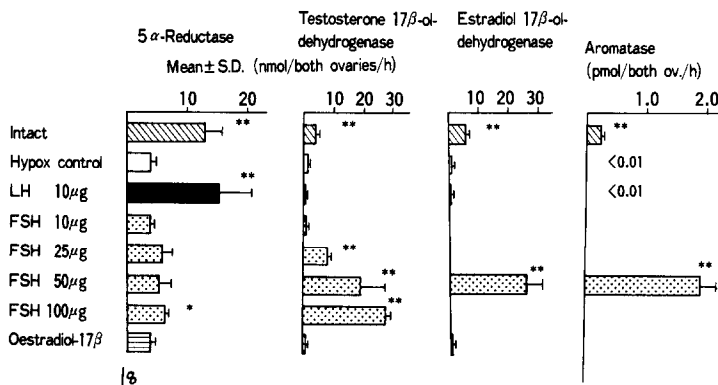 5α-Reductase
Testosterone 17β-ol-
dehydrogenase
Estradiol 17β-ol-
dehydrogenase
Aromatase
Mean± S.D. (nmol/both ovaries/h)
(pmol/both ov./h)
10 20
10 20 30
10 20 30
1.0 2.0
Intact ** ** ** **
Hypox control <0.01
LH 10μg ** <0.01
FSH 10μg
FSH 25μg **
FSH 50μg ** ** **
FSH 100μg * **
Oestradiol-17β